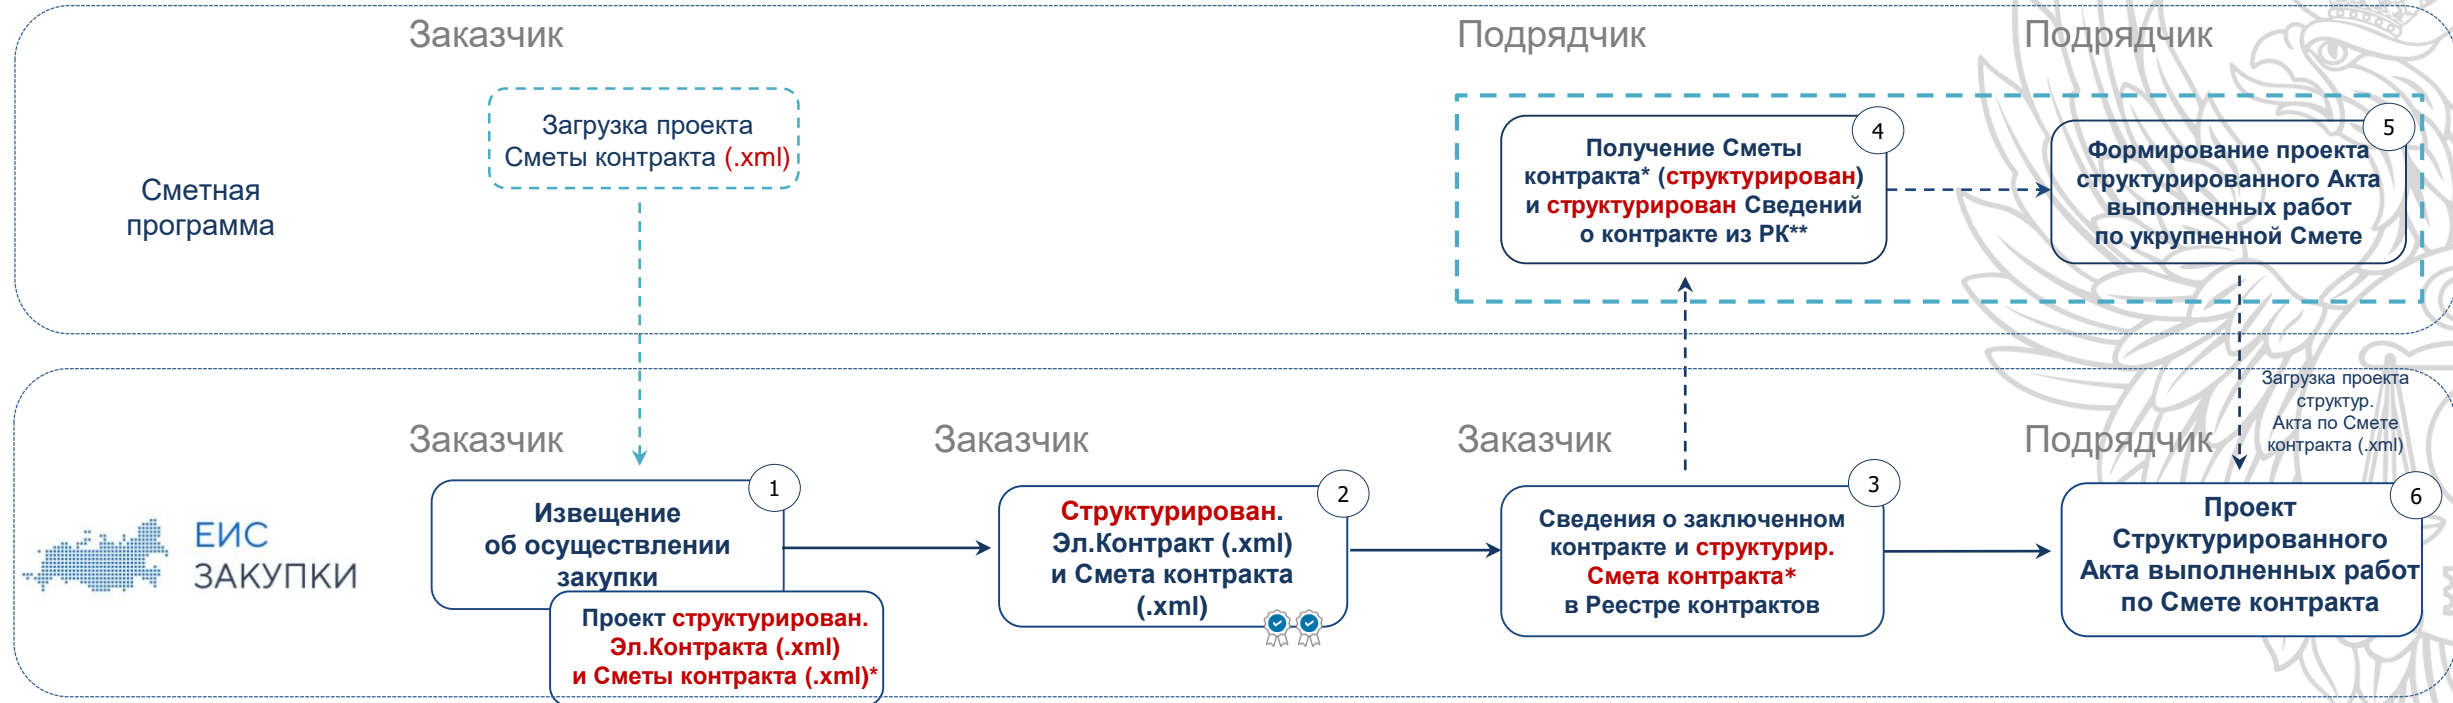 Заказчик
Подрядчик
Подрядчик
Сметная
программа
Загрузка проекта
Сметы контракта (.xml)
4
Получение Сметы
контракта* (структурирован)
и структурирован Сведений
о контракте из РК**
5
Формирование проекта
структурированного Акта
выполненных работ
по укрупненной Смете
Загрузка проекта
структур.
Акта по Смете
контракта (.xml)
Заказчик
Заказчик
Заказчик
Подрядчик
ЕИС
ЗАКУПКИ
1
Извещение
об осуществлении
закупки
Проект структурирован.
Эл.Контракта (.xml)
и Сметы контракта (.xml)*
2
Структурирован.
Эл.Контракт (.xml)
и Смета контракта
(.xml)
3
Сведения о заключенном
контракте и структурир.
Смета контракта*
в Реестре контрактов
6
Проект
Структурированного
Акта выполненных работ
по Смете контракта